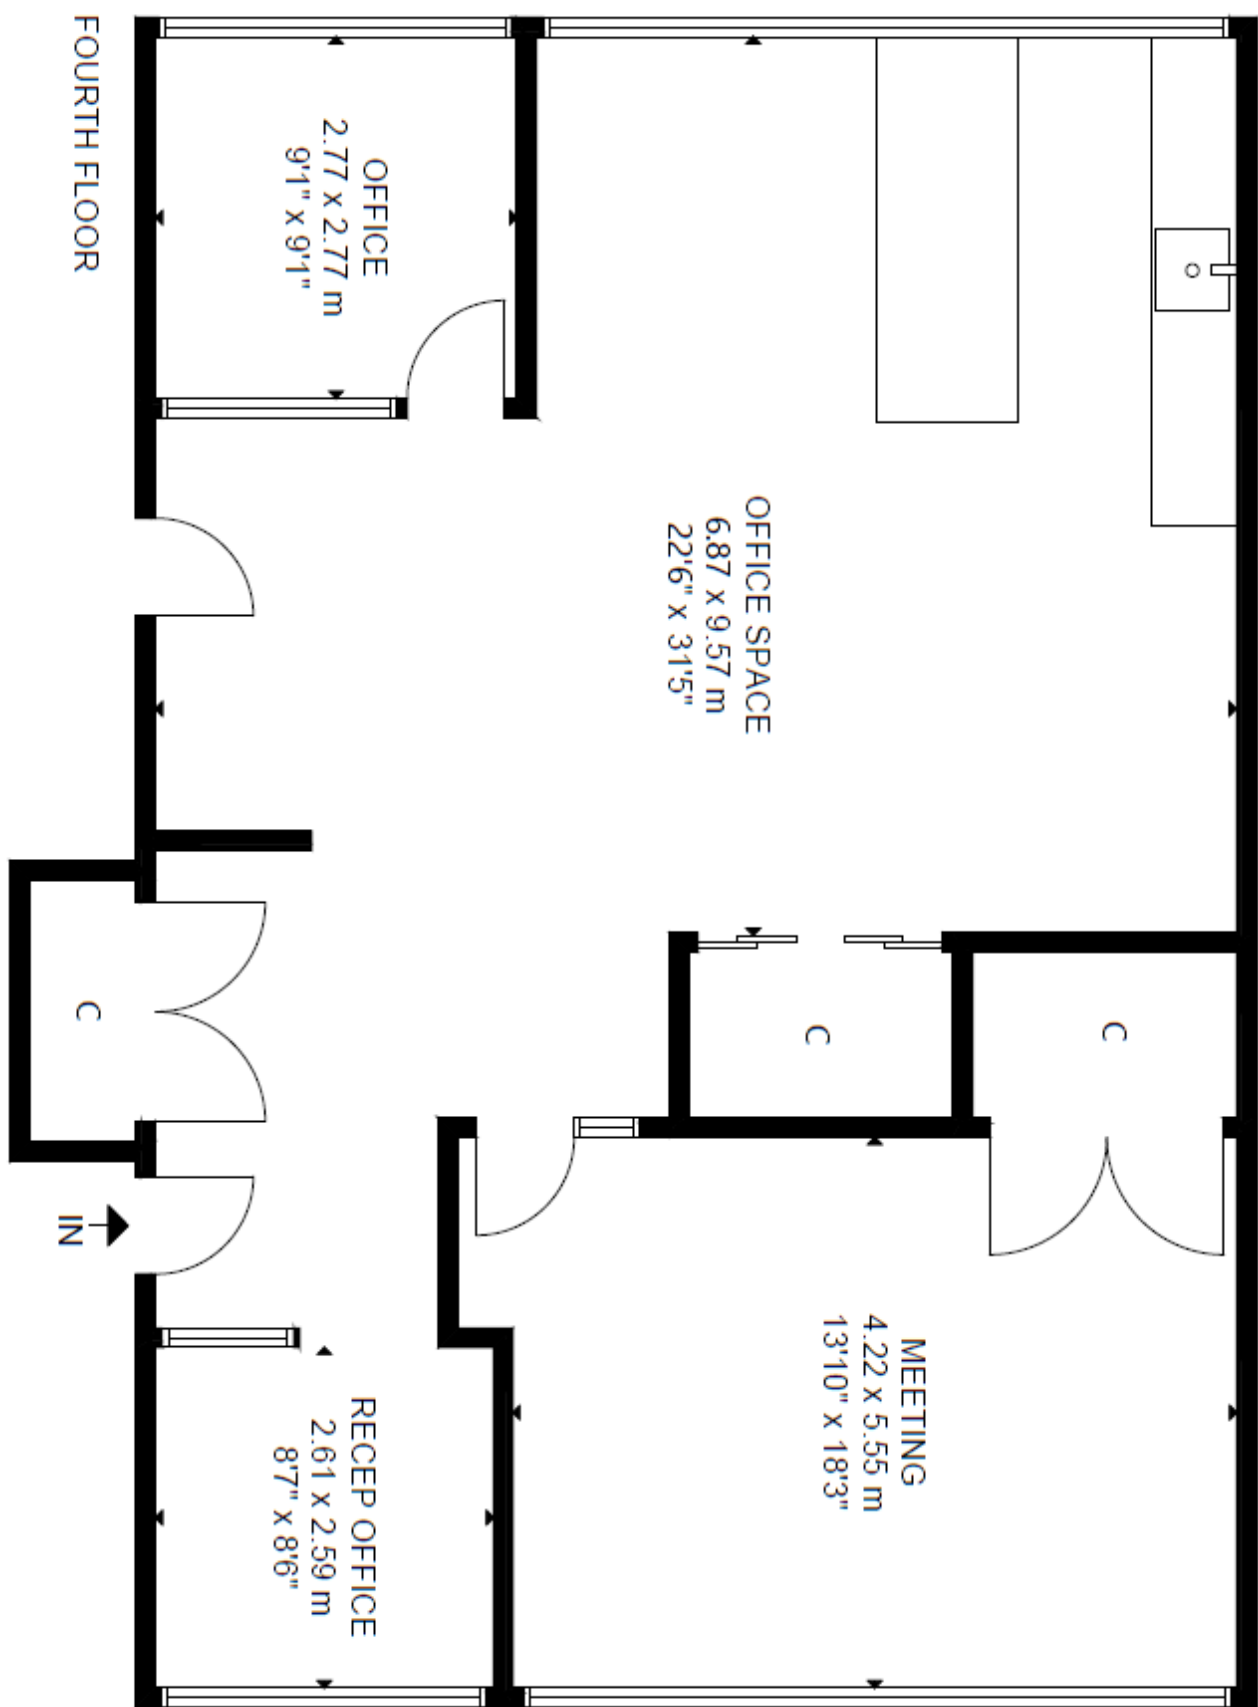 OFFICE
2.77 x 2.77 m
9'1" x 9'1"
OFFICE SPACE
6.87 x 9.57 m
22'6" x 31'5"
C
C
C
MEETING
4.22 x 5.55 m
13'10" x 18'3"
RECEP OFFICE
2.61 x 2.59 m
8'7" x 8'6"
IN
FOURTH FLOOR